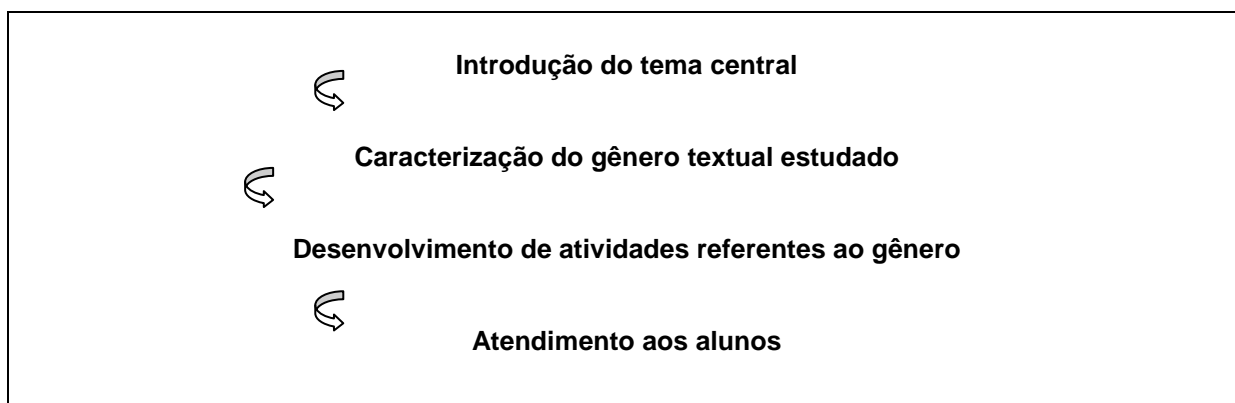 Introdução do tema central
Caracterização do gênero textual estudado
Desenvolvimento de atividades referentes ao gênero
Atendimento aos alunos